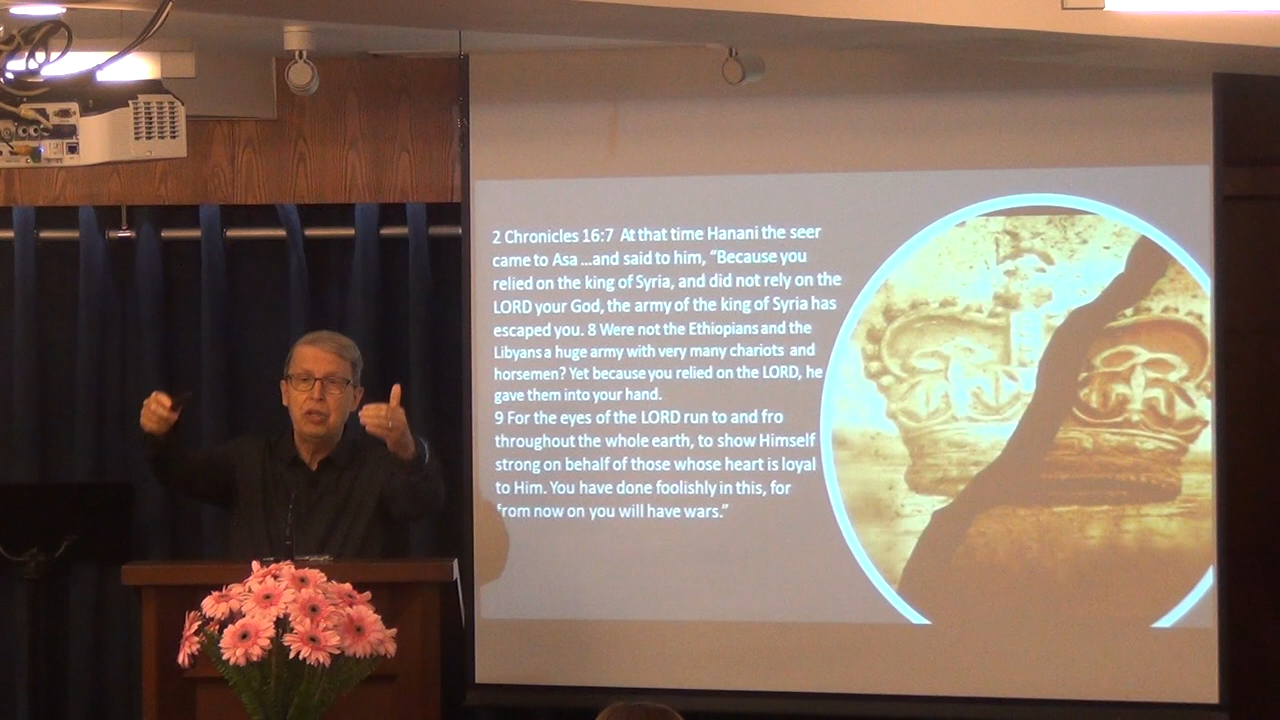 2 Chronicles 16:7 At that time Hanani the seer
came to Asa ...and said to him, “Because you
relied on the king of Syria, and did not rely on the
LORD your God, the army of the king of Syria has
escaped you. 8 Were not the Ethiopians and the
Libyans a huge army with very many chariots and
horsemen? Yet because you relied on the LORD, he
gave them into your hand.
9 For the eyes of the LORD run to and fro
throughout the whole earth, to show Himself
strong on behalf of those whose heart is loyal
to Him. You have done foolishly in this, for
from now on you will have wars.”